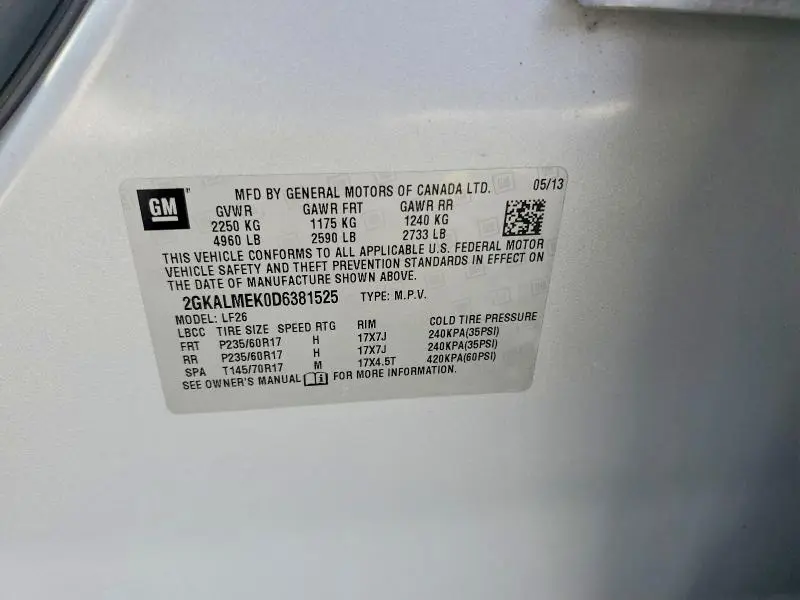 GM
MFD BY GENERAL MOTORS OF CANADA LTD. 05/13
GVWR GAWR FRT GAWR RR
2250 KG 1175 KG 1240 KG
4960 LB 2590 LB 2733 LB
THIS VEHICLE CONFORMS TO ALL APPLICABLE U.S. FEDERAL MOTOR
VEHICLE SAFETY AND THEFT PREVENTION STANDARDS IN EFFECT ON
THE DATE OF MANUFACTURE SHOWN ABOVE.
2GKALMEK0D6381525 TYPE: M.P.V.
MODEL: LF26
LBCC TIRE SIZE SPEED RTG RIM COLD TIRE PRESSURE
FRT P235/60R17 H 17X7J 240KPA(35PSI)
RR P235/60R17 H 17X7J 240KPA(35PSI)
SPA T145/70R17 M 17X4.5T 420KPA(60PSI)
SEE OWNER'S MANUAL i FOR MORE INFORMATION.